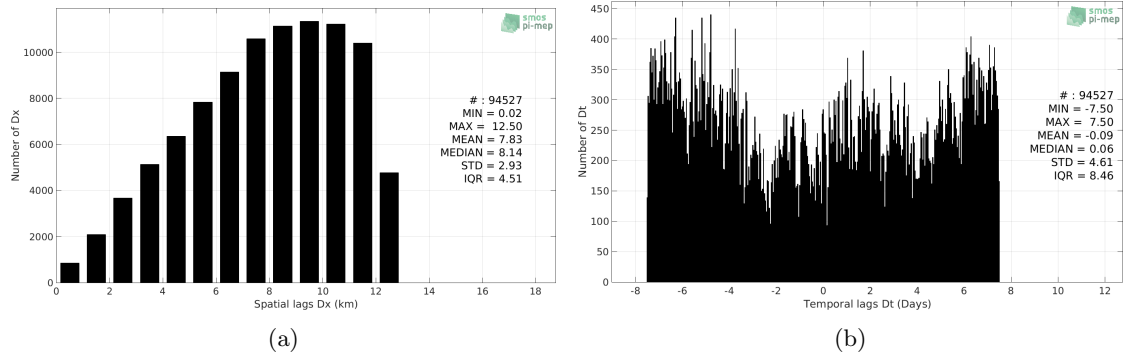 smos
pi-mep
Number of Dx
10000
8000
6000
4000
2000
0
# : 94527
MIN = 0.02
MAX = 12.50
MEAN = 7.83
MEDIAN = 8.14
STD = 2.93
IQR = 4.51
0 2 4 6 8 10 12 14 16 18
Spatial lags Dx (km)
(a)
smos
pi-mep
Number of Dt
450
400
350
300
250
200
150
100
50
0
# : 94527
MIN = -7.50
MAX = 7.50
MEAN = -0.09
MEDIAN = 0.06
STD = 4.61
IQR = 8.46
-8 -6 -4 -2 0 2 4 6 8 10 12
Temporal lags Dt (Days)
(b)